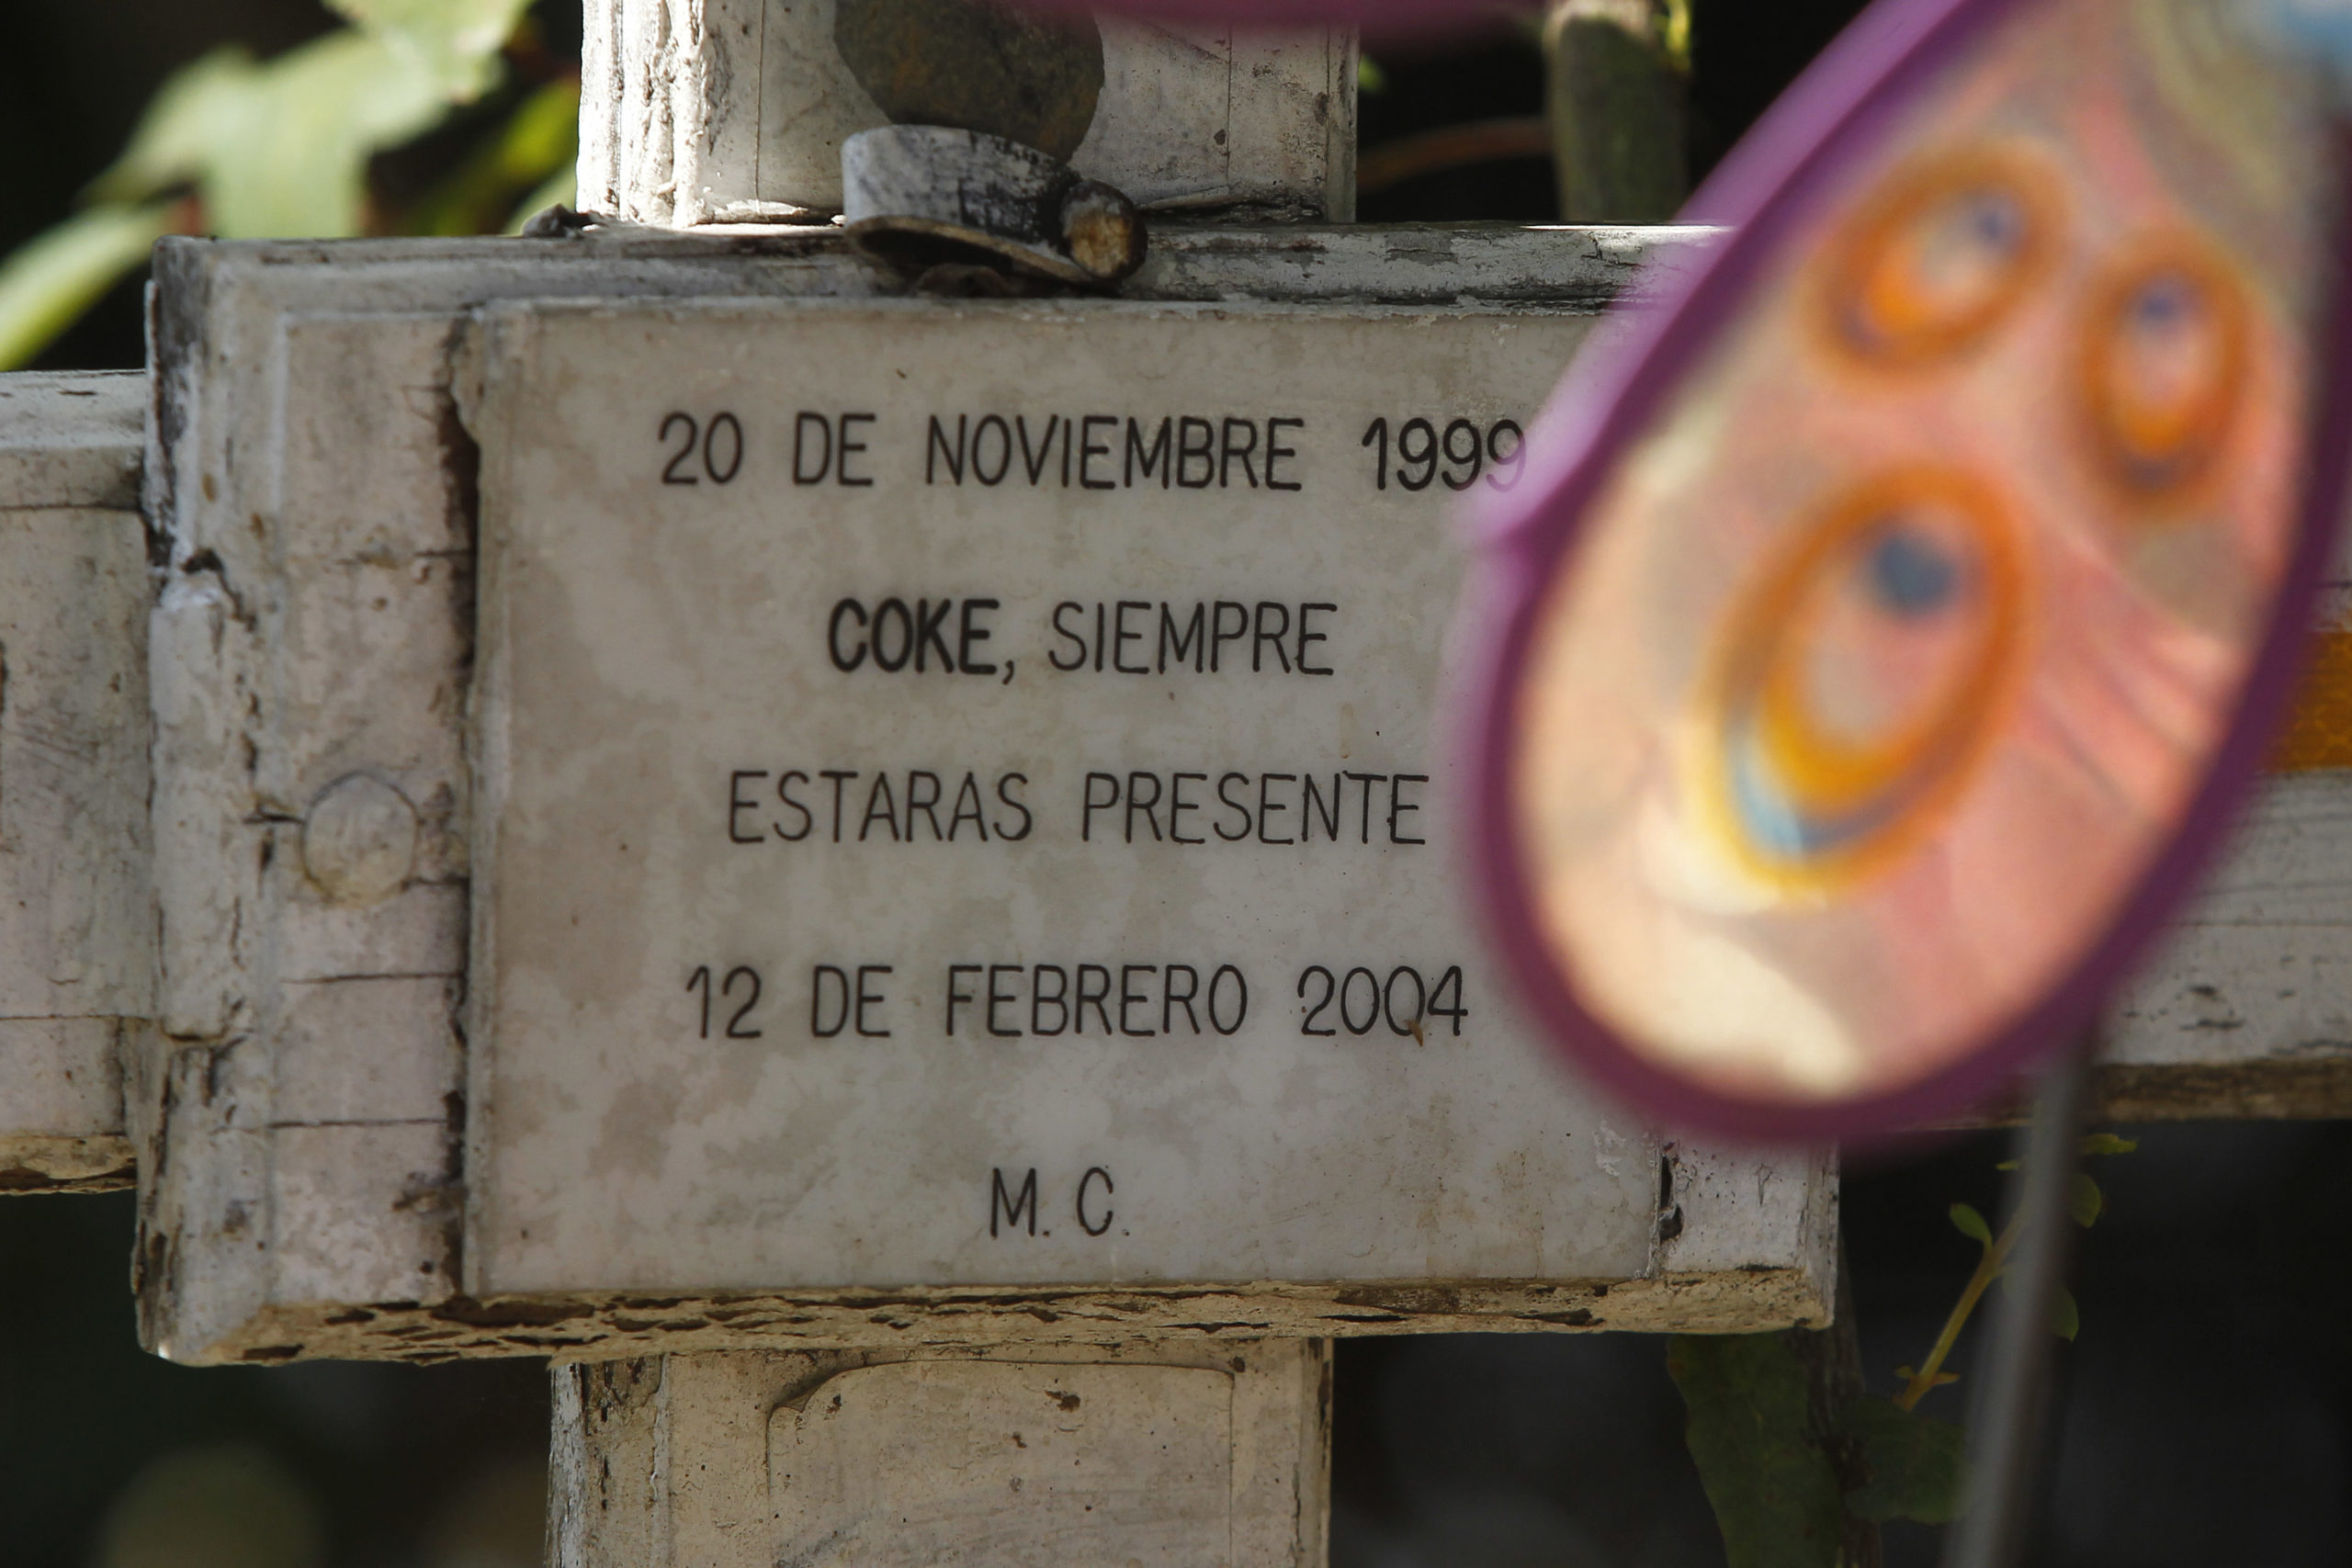 20 DE NOVIEMBRE 1999
COKE, SIEMPRE
ESTARAS PRESENTE
12 DE FEBRERO 2004
M. C.